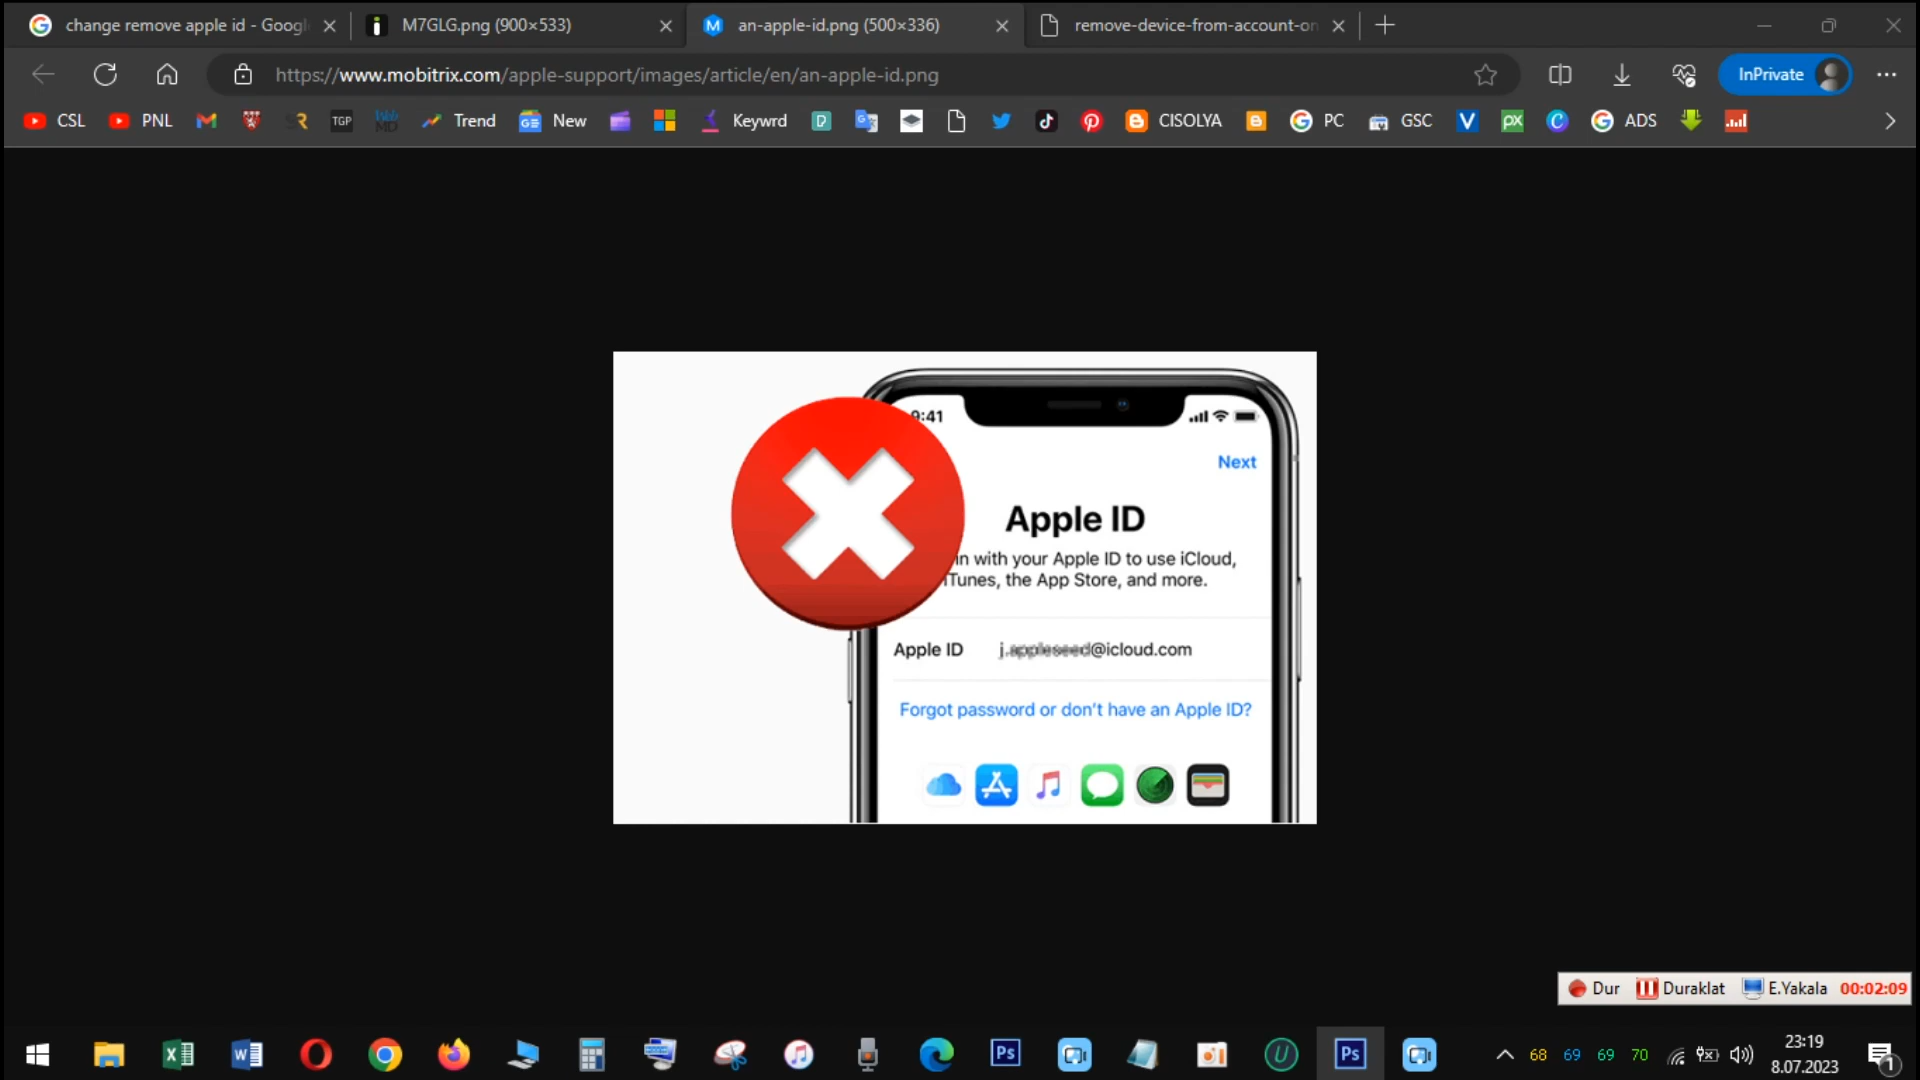 change remove apple id - Googl
M7GLG.png (900×533)
an-apple-id.png (500×336)
remove-device-from-account-on
https://www.mobitrix.com/apple-support/images/article/en/an-apple-id.png
InPrivate
CSL
PNL
TGP
Trend
New
Keywrd
CISOLYA
PC
GSC
ADS
9:41
Next
Apple ID
in with your Apple ID to use iCloud,
iTunes, the App Store, and more.
Apple ID j.appleseed@icloud.com
Forgot password or don't have an Apple ID?
Dur Duraklat E.Yakala 00:02:09
68 69 69 70
23:19
8.07.2023
1